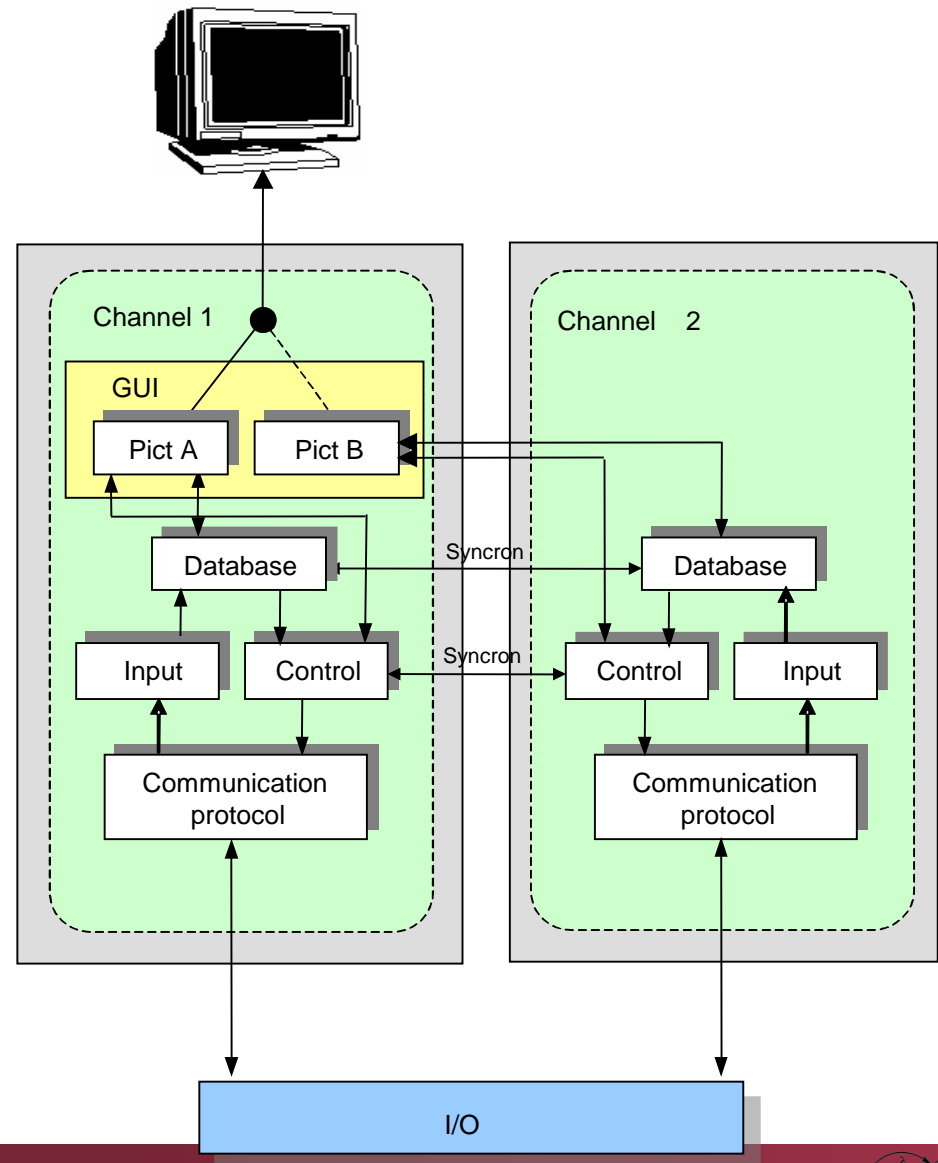 Channel 1
GUI
Pict A
Pict B
Database
Input
Control
Communication
protocol
Syncron
Syncron
Channel 2
Database
Control
Input
Communication
protocol
I/O